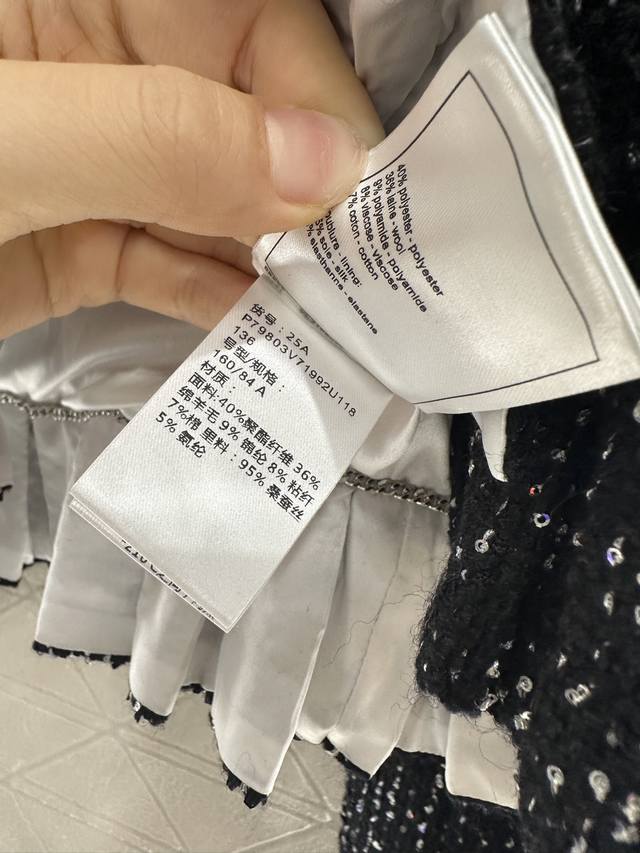 40% polyester - polyester
36% laine - wool
9% polyamide - polyamide
8% viscose - viscose
7% coton - cotton
lining:
soie - silk
elasthanne - elastane
货号：25A
P79803V71992U118
136
号型/规格：
160/84 A
材质：
面料:40%聚酯纤维 36%
绵羊毛 9% 锦纶 8% 粘纤
7%棉 里料：95% 桑蚕丝
5% 氨纶